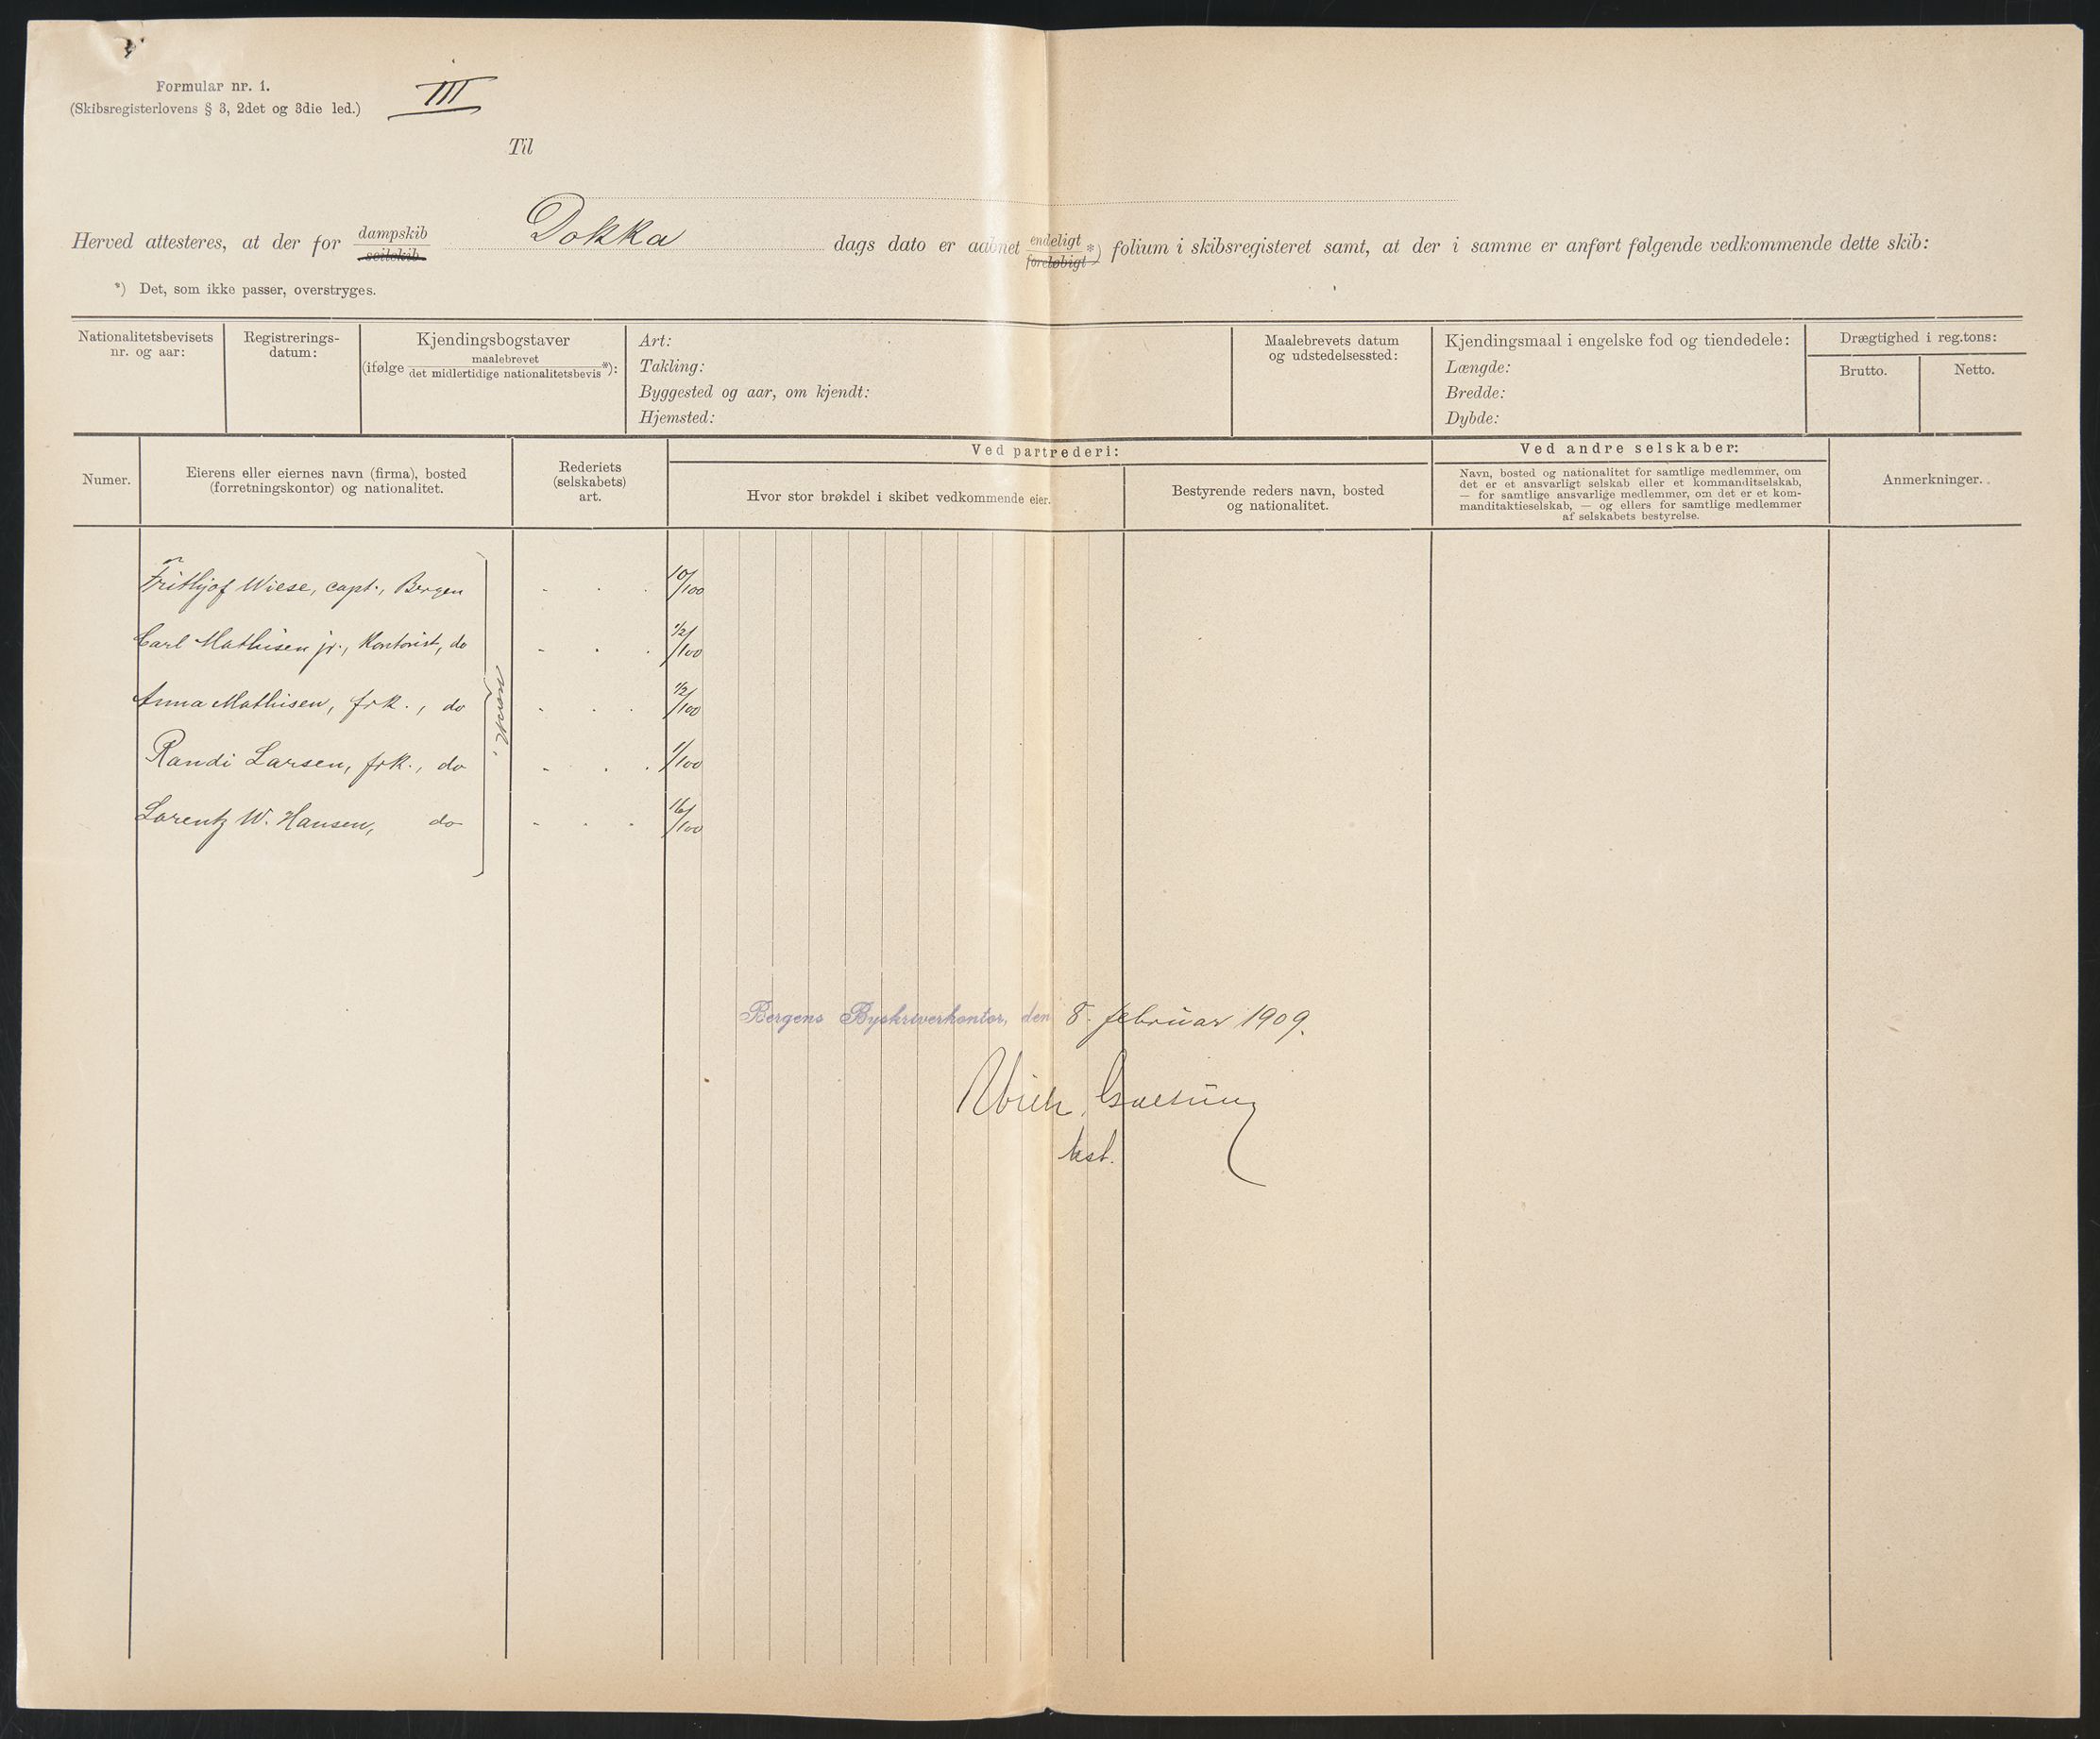 Formular nr. 1.
(Skibsregisterlovens § 3, 2det og 3die led.)
III
Til
Herved attesteres, at der for dampskib seilskib Dokka dags dato er aabnet endeligt foreløbigt *) folium i skibsregisteret samt, at der i samme er anført følgende vedkommende dette skib:
*) Det, som ikke passer, overstryges.
Nationalitetsbevisets
nr. og aar:
Registrerings-
datum:
Kjendingsbogstaver
(ifølge maalebrevet det midlertidige nationalitetsbevis *):
Art:
Takling:
Byggested og aar, om kjendt:
Hjemsted:
Maalebrevets datum
og udstedelsessted:
Kjendingsmaal i engelske fod og tiendedele:
Længde:
Bredde:
Dybde:
Drægtighed i reg.tons:
Brutto.
Netto.
Numer.
Eierens eller eiernes navn (firma), bosted
(forretningskontor) og nationalitet.
Rederiets
(selskabets)
art.
Ved partrederi:
Hvor stor brøkdel i skibet vedkommende eier.
Bestyrende reders navn, bosted
og nationalitet.
Ved andre selskaber:
Navn, bosted og nationalitet for samtlige medlemmer, om
det er et ansvarligt selskab eller et kommanditselskab,
— for samtlige ansvarlige medlemmer, om det er et kom-
manditaktieselskab, — og ellers for samtlige medlemmer
af selskabets bestyrelse.
Anmerkninger.
Frithjof Wiese, capt., Bergen 10/100
Carl Mathisen jr., Kontorist, do 1/2/100
Anna Mathisen, frk., do 1/2/100
Randi Larsen, frk., do 1/100
Lorentz W. Hansen, do 16/100
Bergens Byskriverkontor, den 8. februar 1909.
kst.